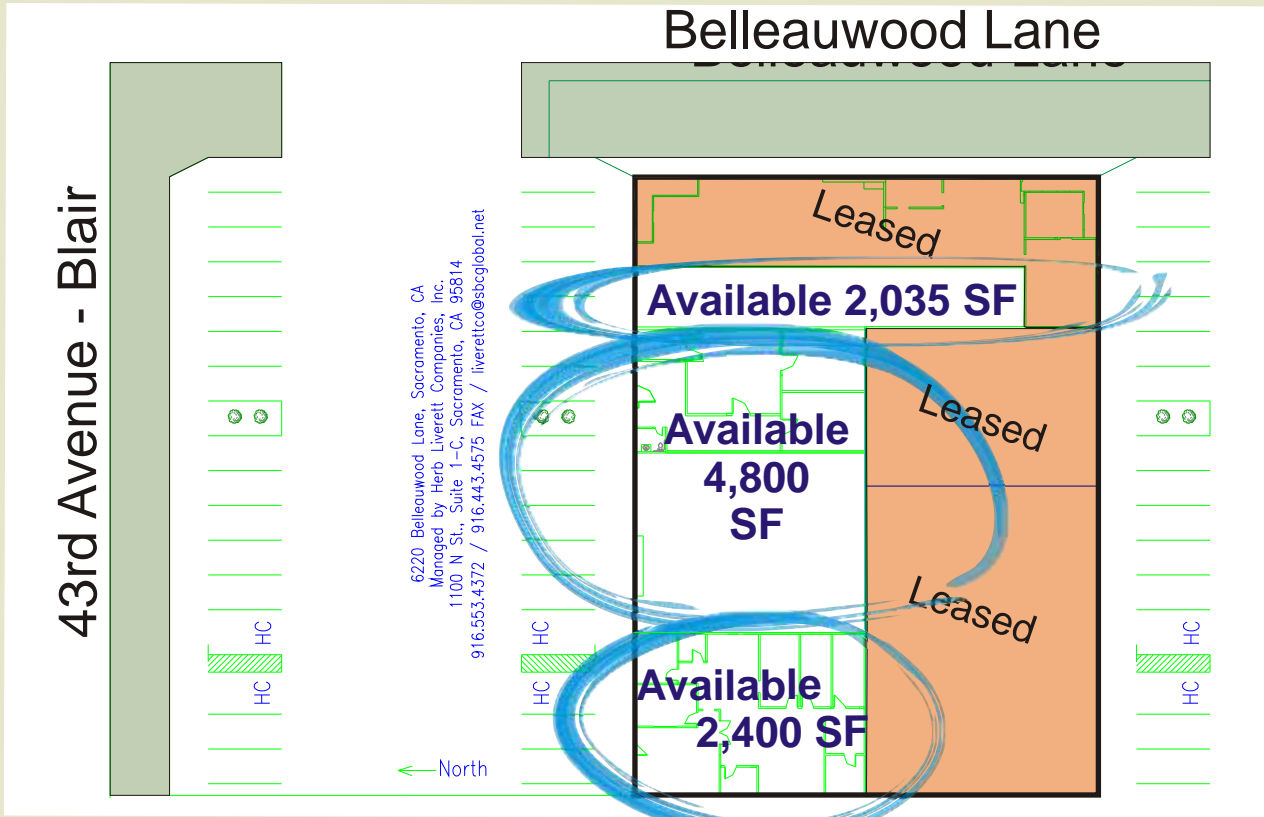 Belleauwood Lane
Belleauwood Lane
43rd Avenue - Blair
6220 Belleauwood Lane, Sacramento, CA
Managed by Herb Liverett Companies, Inc.
1100 N St., Suite 1-C, Sacramento, CA 95814
916.553.4372 / 916.443.4575 FAX / liverettco@sbcglobal.net
Leased
Available 2,035 SF
Leased
Available
4,800
SF
Leased
Available
2,400 SF
HC
HC
HC
HC
HC
HC
North